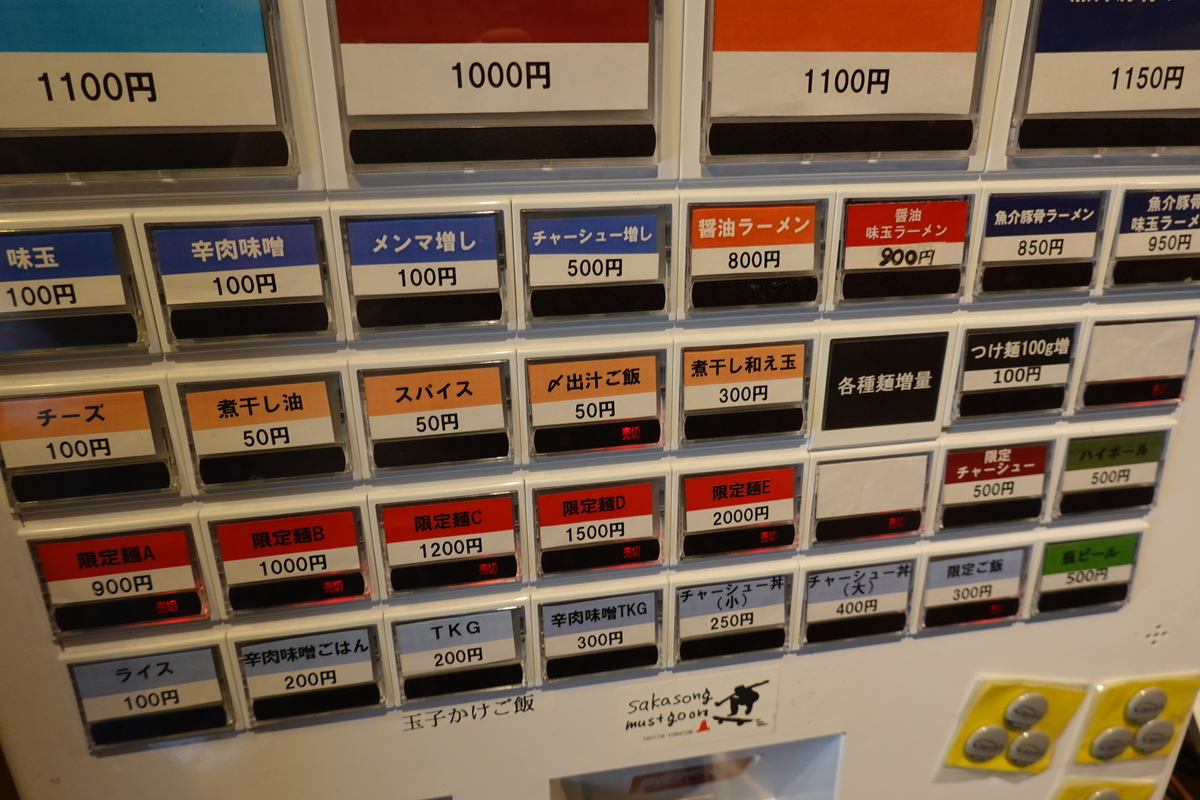 1100円
1000円
1100円
1150円
味玉
100円
辛肉味噌
100円
メンマ増し
100円
チャーシュー増し
500円
醤油ラーメン
800円
醤油
味玉ラーメン
900円
魚介豚骨ラーメン
850円
魚介豚骨
味玉ラーメン
950円
チーズ
100円
煮干し油
50円
スパイス
50円
〆出汁ご飯
50円
売切
煮干し和え玉
300円
各種麺増量
つけ麺100g増
100円
限定麺A
900円
売切
限定麺B
1000円
売切
限定麺C
1200円
売切
限定麺D
1500円
売切
限定麺E
2000円
売切
売切
限定
チャーシュー
500円
ハイボール
500円
ライス
100円
辛肉味噌ごはん
200円
TKG
200円
辛肉味噌TKG
300円
チャーシュー丼
(小)
250円
チャーシュー丼
(大)
400円
限定ご飯
300円
瓶ビール
500円
玉子かけご飯
sakasong
mustgoon